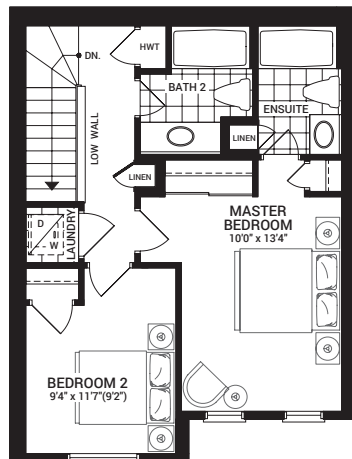 HWT
DN.
BATH 2
ENSUITE
LOW WALL
LINEN
LINEN
MASTER
BEDROOM
10'0" x 13'4"
D
W
LAUNDRY
BEDROOM 2
9'4" x 11'7"(9'2")